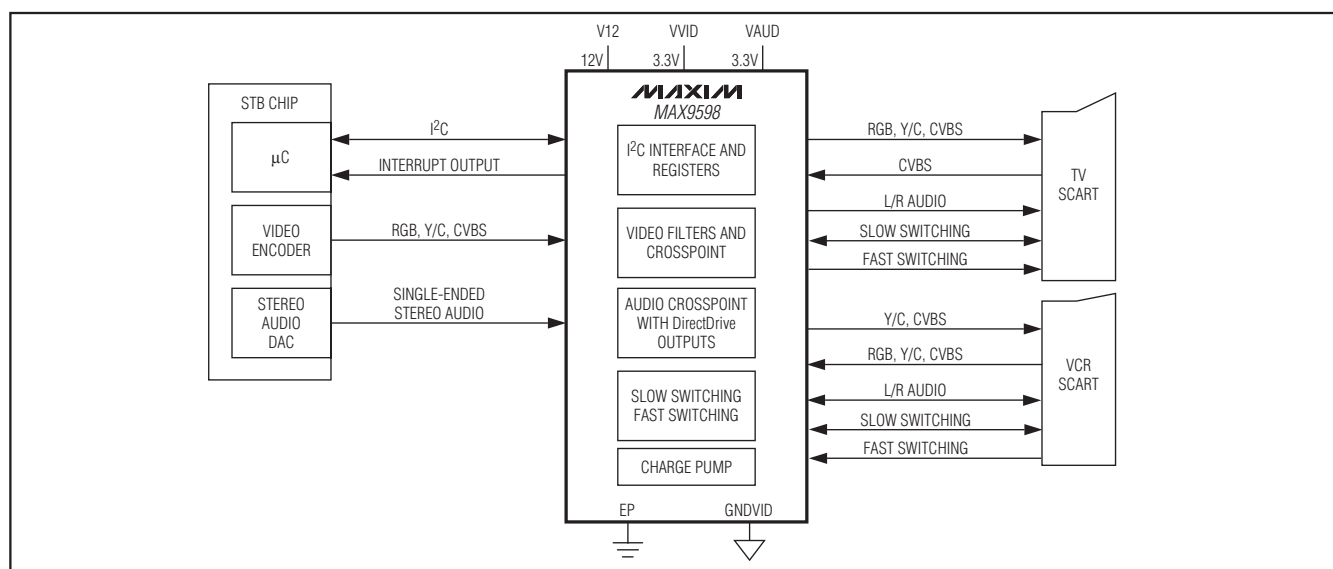 V12
VVID
VAUD
12V
3.3V
3.3V
MAXIM
MAX9598
STB CHIP
μC
VIDEO
ENCODER
STEREO
AUDIO
DAC
I²C
INTERRUPT OUTPUT
RGB, Y/C, CVBS
SINGLE-ENDED
STEREO AUDIO
I²C INTERFACE AND
REGISTERS
VIDEO FILTERS AND
CROSSPOINT
AUDIO CROSSPOINT
WITH DirectDrive
OUTPUTS
SLOW SWITCHING
FAST SWITCHING
CHARGE PUMP
EP
GNDVID
RGB, Y/C, CVBS
CVBS
L/R AUDIO
SLOW SWITCHING
FAST SWITCHING
TV
SCART
Y/C, CVBS
RGB, Y/C, CVBS
L/R AUDIO
SLOW SWITCHING
FAST SWITCHING
VCR
SCART